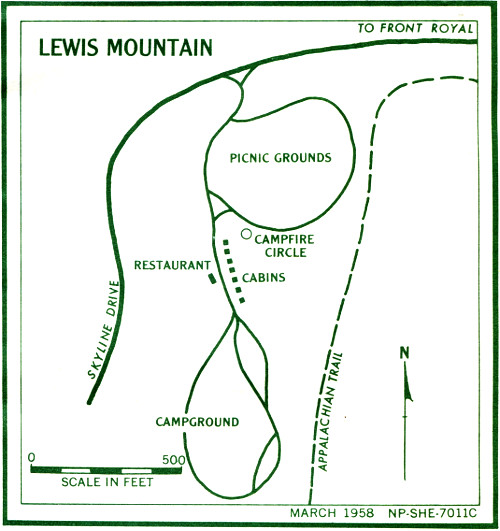 TO FRONT ROYAL
LEWIS MOUNTAIN
PICNIC GROUNDS
CAMPFIRE
CIRCLE
RESTAURANT
CABINS
SKYLINE DRIVE
N
APPALACHIAN TRAIL
CAMPGROUND
0 500
SCALE IN FEET
MARCH 1958 NP-SHE-7011C